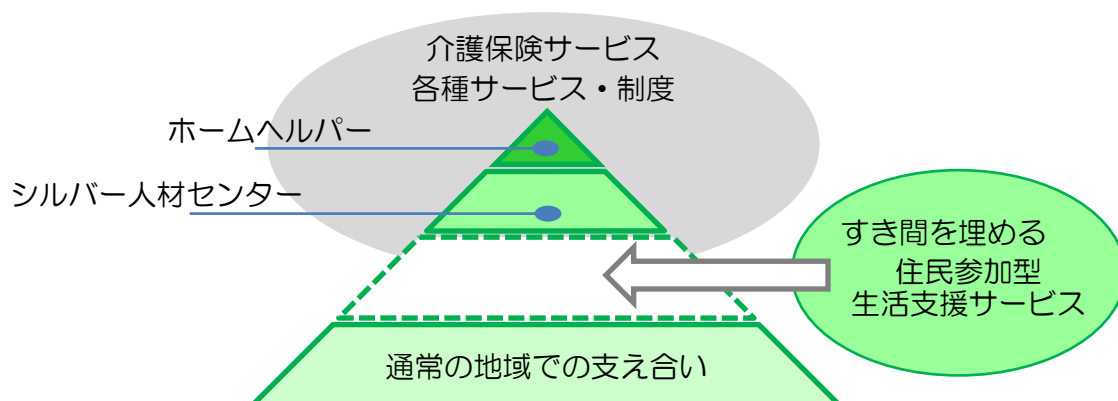 介護保険サービス
各種サービス・制度
ホームヘルパー
シルバー人材センター
すき間を埋める
住民参加型
生活支援サービス
通常の地域での支え合い